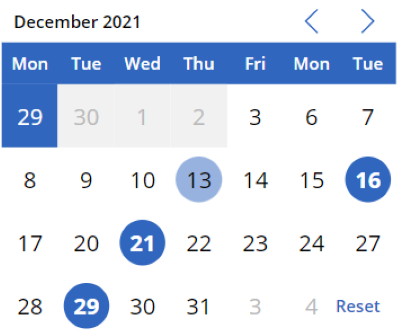 December 2021
Mon Tue Wed Thu Fri Mon Tue
29 30 1 2 3 6 7
8 9 10 13 14 15 16
17 20 21 22 23 24 27
28 29 30 31 3 4 Reset